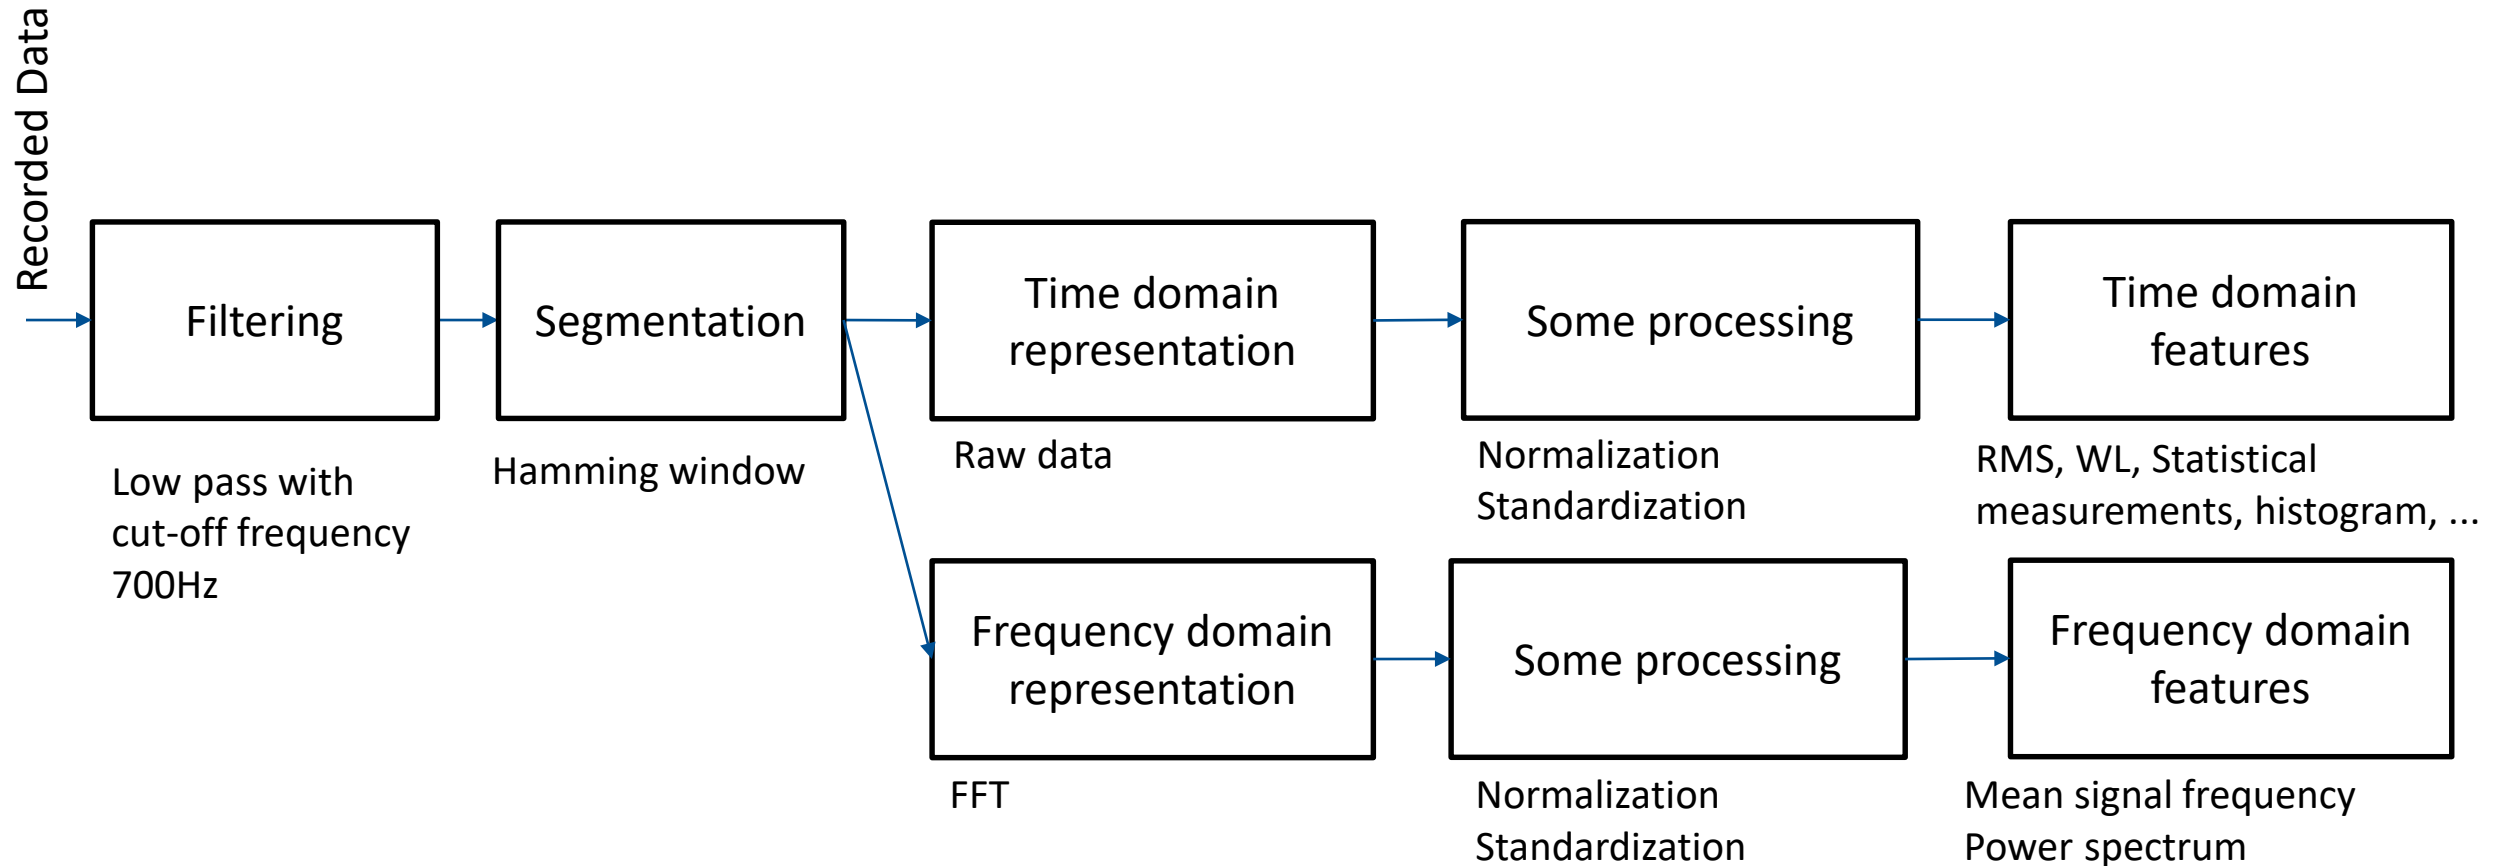 Recorded Data
Filtering
Low pass with
cut-off frequency
700Hz
Segmentation
Hamming window
Time domain
representation
Raw data
Some processing
Normalization
Standardization
Time domain
features
RMS, WL, Statistical
measurements, histogram, ...
Frequency domain
representation
FFT
Some processing
Normalization
Standardization
Frequency domain
features
Mean signal frequency
Power spectrum